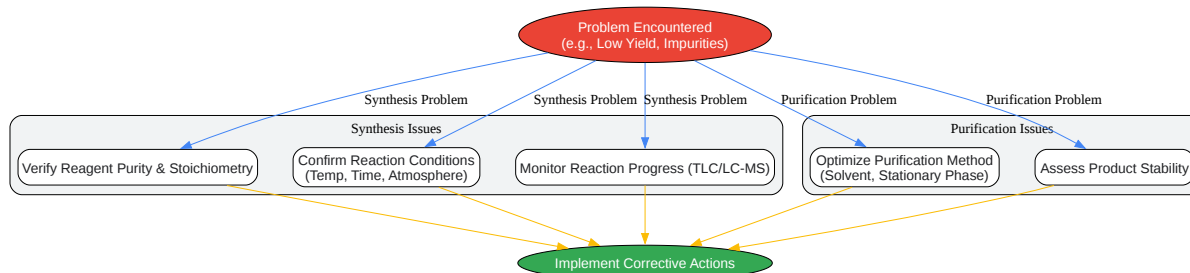 Problem Encountered
(e.g., Low Yield, Impurities)
Synthesis Problem
Synthesis Problem
Synthesis Problem
Purification Problem
Purification Problem
Synthesis Issues
Purification Issues
Verify Reagent Purity & Stoichiometry
Confirm Reaction Conditions
(Temp, Time, Atmosphere)
Monitor Reaction Progress (TLC/LC-MS)
Optimize Purification Method
(Solvent, Stationary Phase)
Assess Product Stability
Implement Corrective Actions